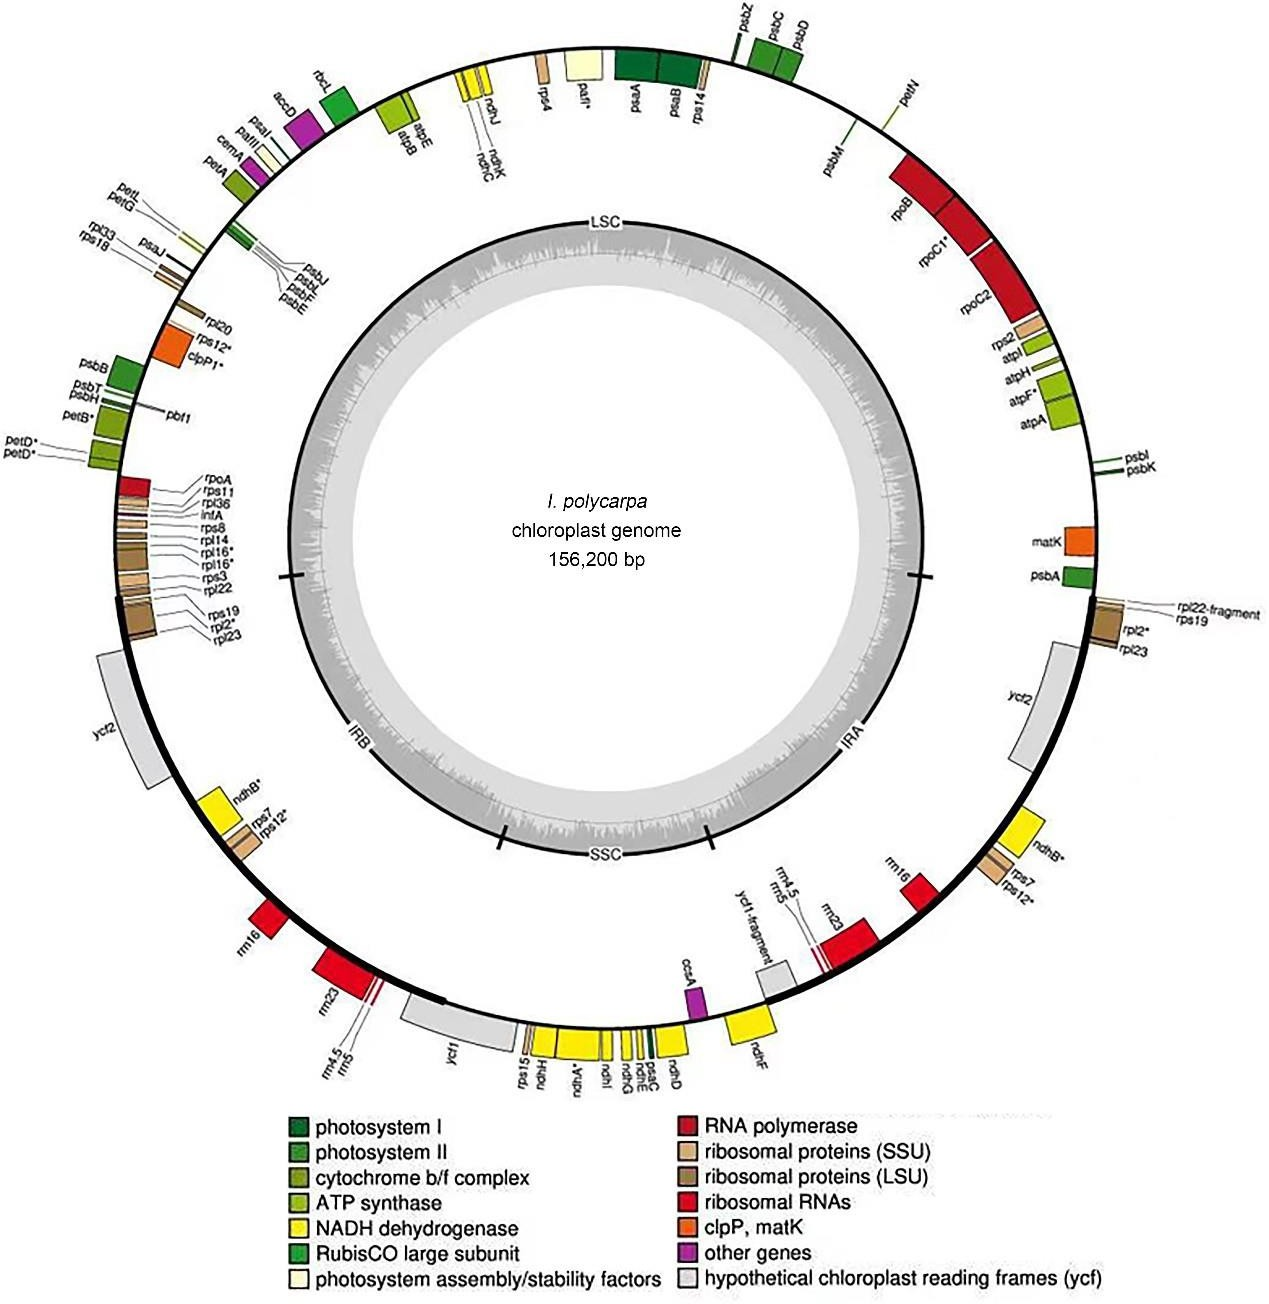 psbZ
psbC
psbD
petN
psbM
rpoB
rpoC1*
rpoC2
rps2
atpI
atpH
atpF*
atpA
psbI
psbK
matK
psbA
rpl22-fragment
rps19
rpl2*
rpl23
ycf2
ndhB*
rps7
rps12*
rrn16
rrn23
rrn4.5
rrn5
ycf1-fragment
ndhF
ccsA
ndhD
psaC
ndhE
ndhG
ndhI
ndhA*
ndhH
rps15
ycf1
rrn5
rrn4.5
rrn23
rrn16
rps12*
rps7
ndhB*
ycf2
rpl23
rpl2*
rps19
rpl22
rps3
rpl16*
rpl16*
rpl14
rps8
infA
rpl36
rps11
rpoA
petD*
petD*
petB*
psbH
psbT
psbB
pbf1
clpP1*
rps12*
rpl20
rps18
rpl33
psaJ
petG
petL
psbE
psbF
psbL
psbJ
petA
cemA
pafII
psaI
accD
rbcL
atpB
atpE
ndhC
ndhK
ndhJ
rps4
pafI*
psaA
psaB
rps14
LSC
IRB
IRA
SSC
I. polycarpa
chloroplast genome
156,200 bp
photosystem I
photosystem II
cytochrome b/f complex
ATP synthase
NADH dehydrogenase
RubisCO large subunit
photosystem assembly/stability factors
RNA polymerase
ribosomal proteins (SSU)
ribosomal proteins (LSU)
ribosomal RNAs
clpP, matK
other genes
hypothetical chloroplast reading frames (ycf)